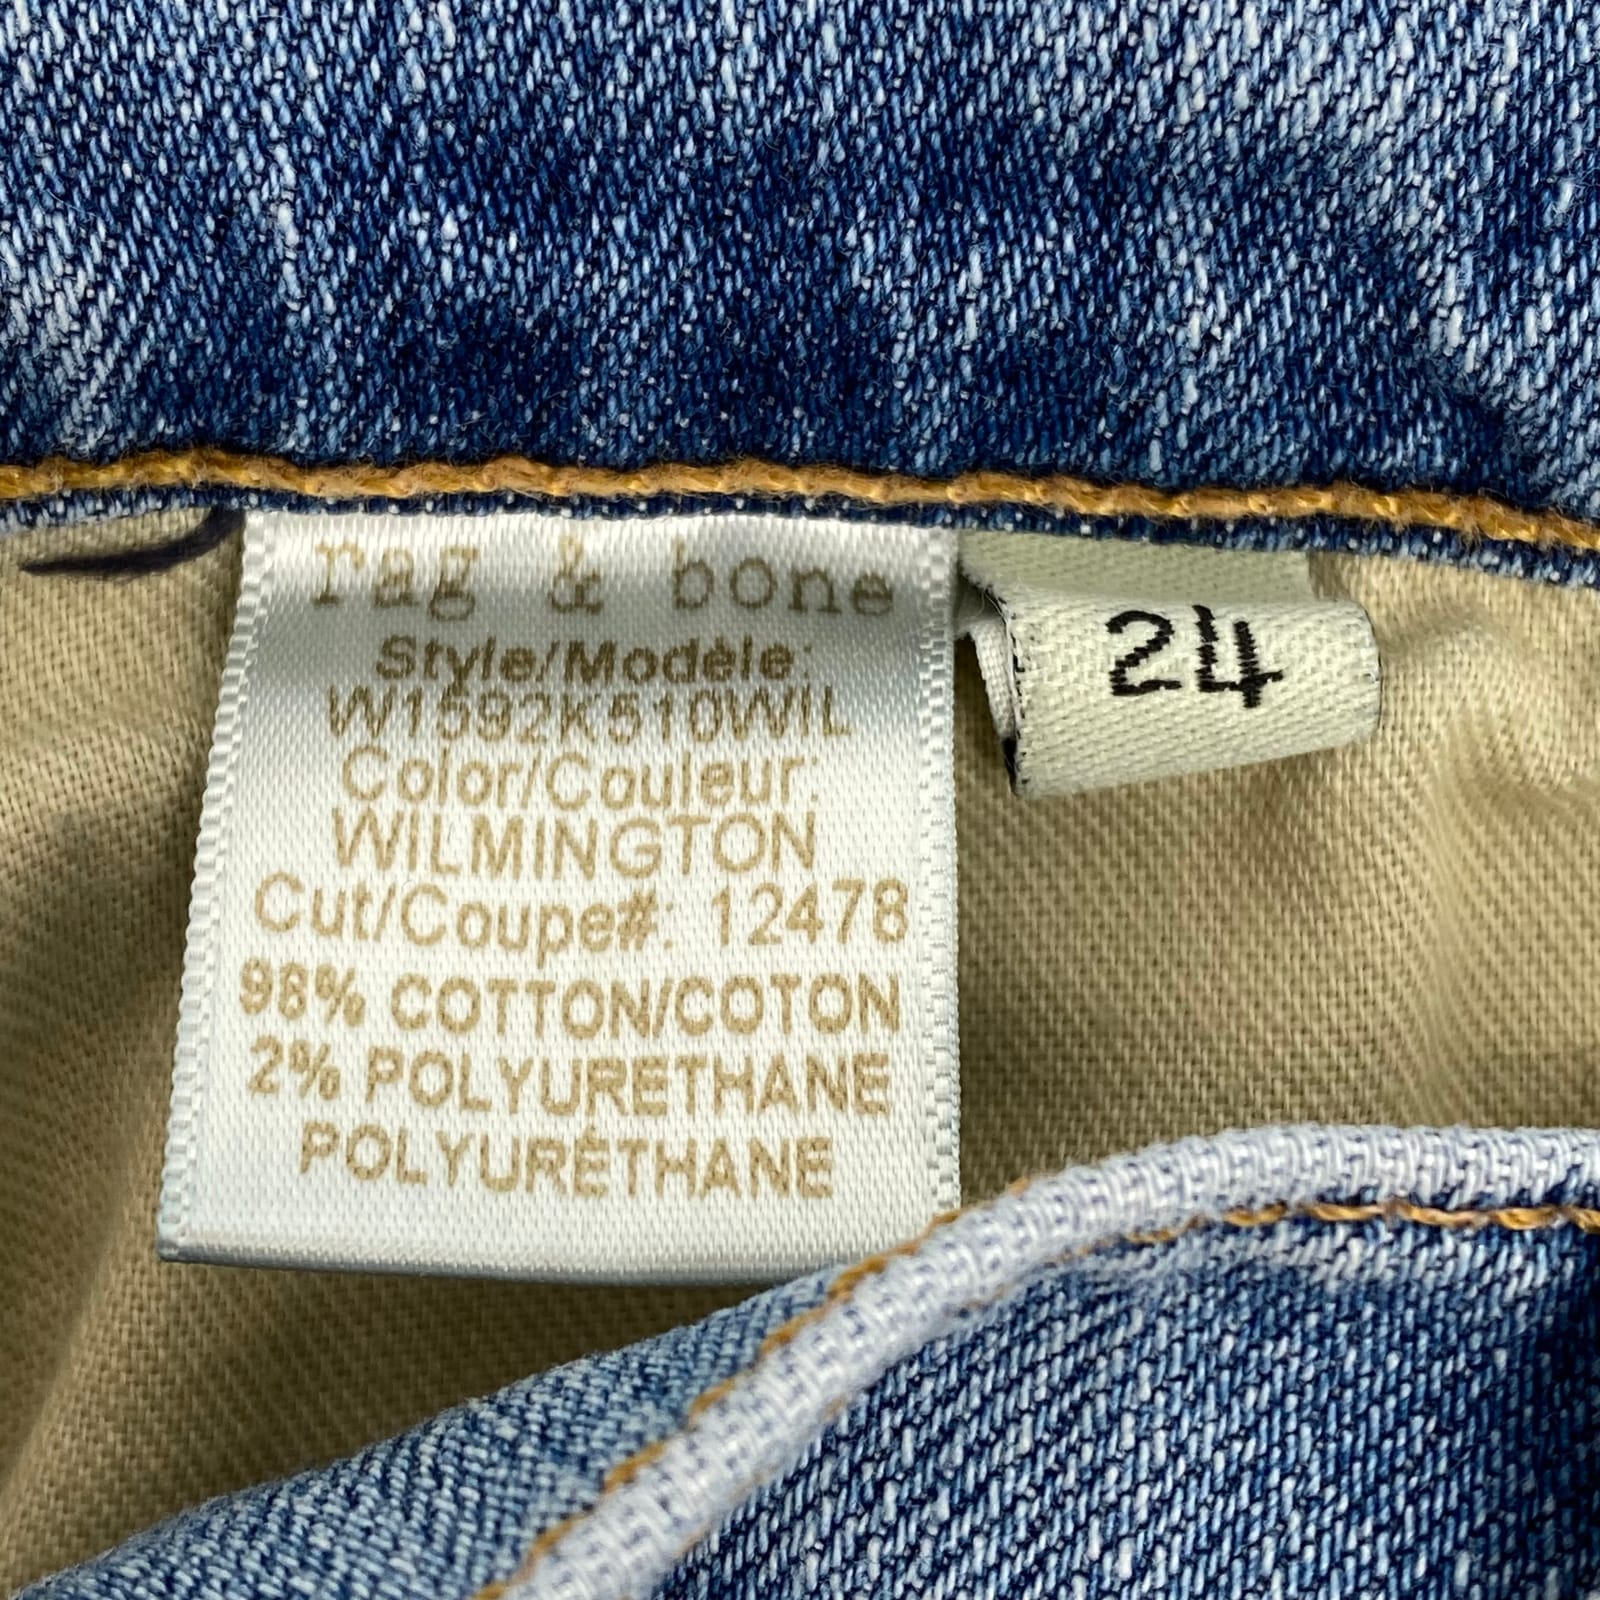 rag & bone
Style/Modèle:
W1592K510WIL
Color/Couleur:
WILMINGTON
Cut/Coupe#: 12478
98% COTTON/COTON
2% POLYURETHANE
POLYURÉTHANE
24